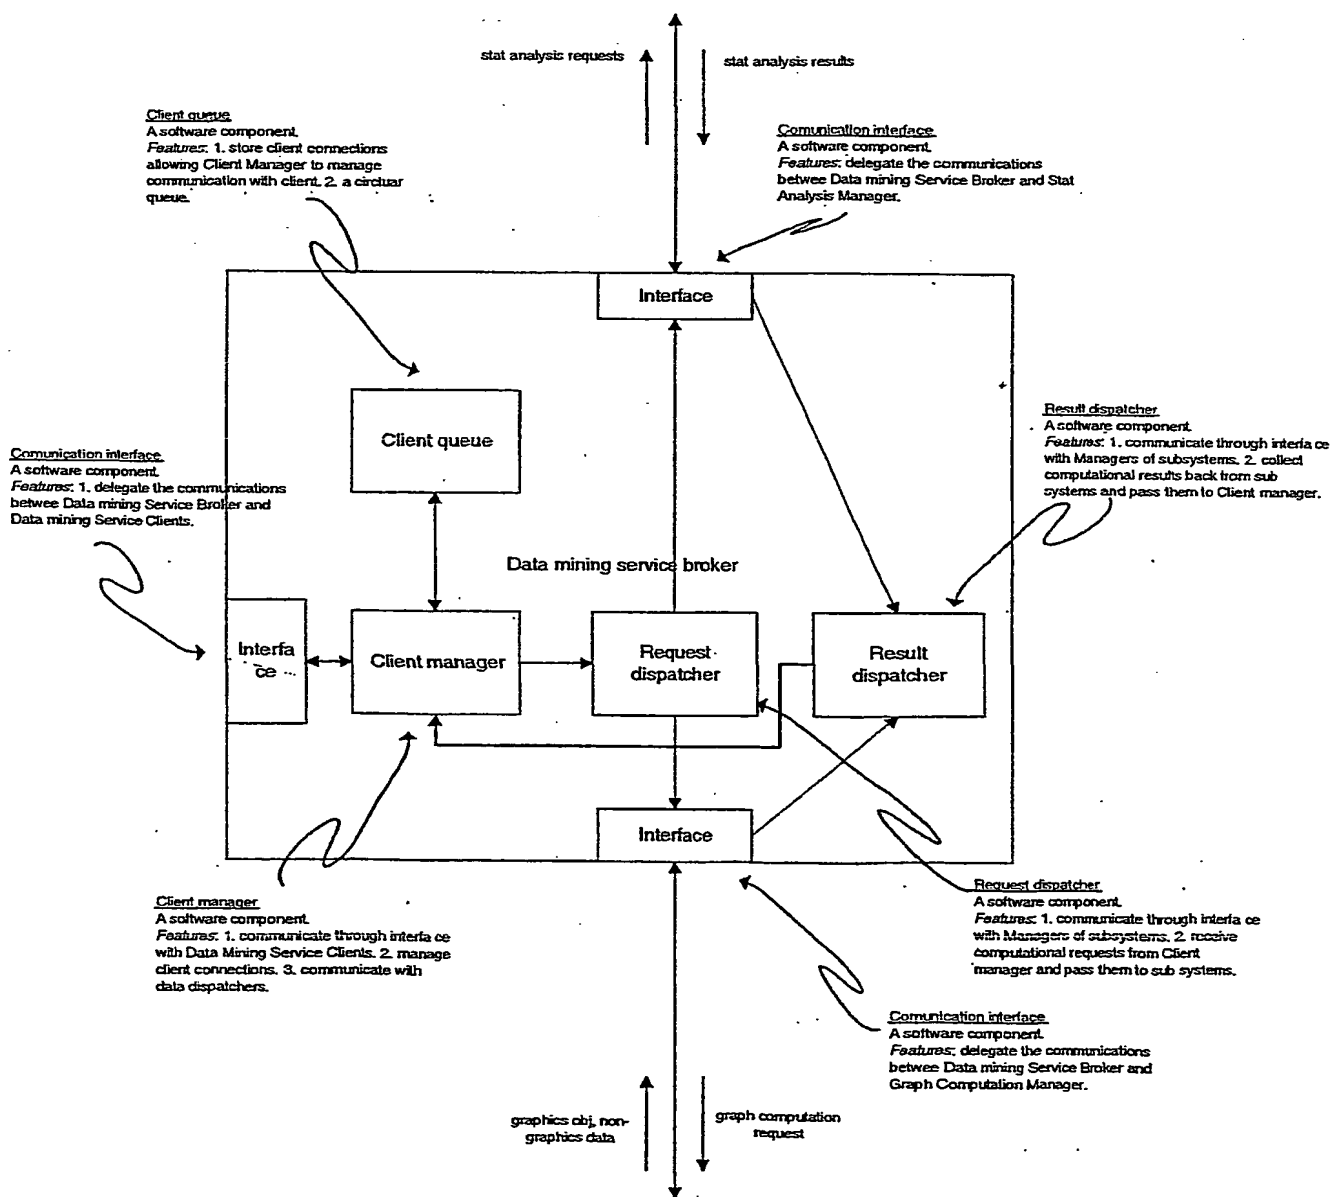 stat analysis requests
stat analysis results
Client queue
A software component.
Features: 1. store client connections
allowing Client Manager to manage
communication with client. 2. a circluar
queue.
Comunication interface
A software component.
Features: delegate the communications
betwee Data mining Service Broker and Stat
Analysis Manager.
Interface
Client queue
Result dispatcher
A software component.
Features: 1. communicate through interface
with Managers of subsystems. 2. collect
computational results back from sub
systems and pass them to Client manager.
Comunication interface
A software component.
Features: 1. delegate the communications
betwee Data mining Service Broker and
Data mining Service Clients.
Data mining service broker
Interfa
ce
Client manager
Request
dispatcher
Result
dispatcher
Interface
Client manager
A software component.
Features: 1. communicate through interface
with Data Mining Service Clients. 2. manage
client connections. 3. communicate with
data dispatchers.
Request dispatcher
A software component.
Features: 1. communicate through interface
with Managers of subsystems. 2. receive
computational requests from Client
manager and pass them to sub systems.
Comunication interface
A software component.
Features: delegate the communications
betwee Data mining Service Broker and
Graph Computation Manager.
graphics obj, non-
graphics data
graph computation
request